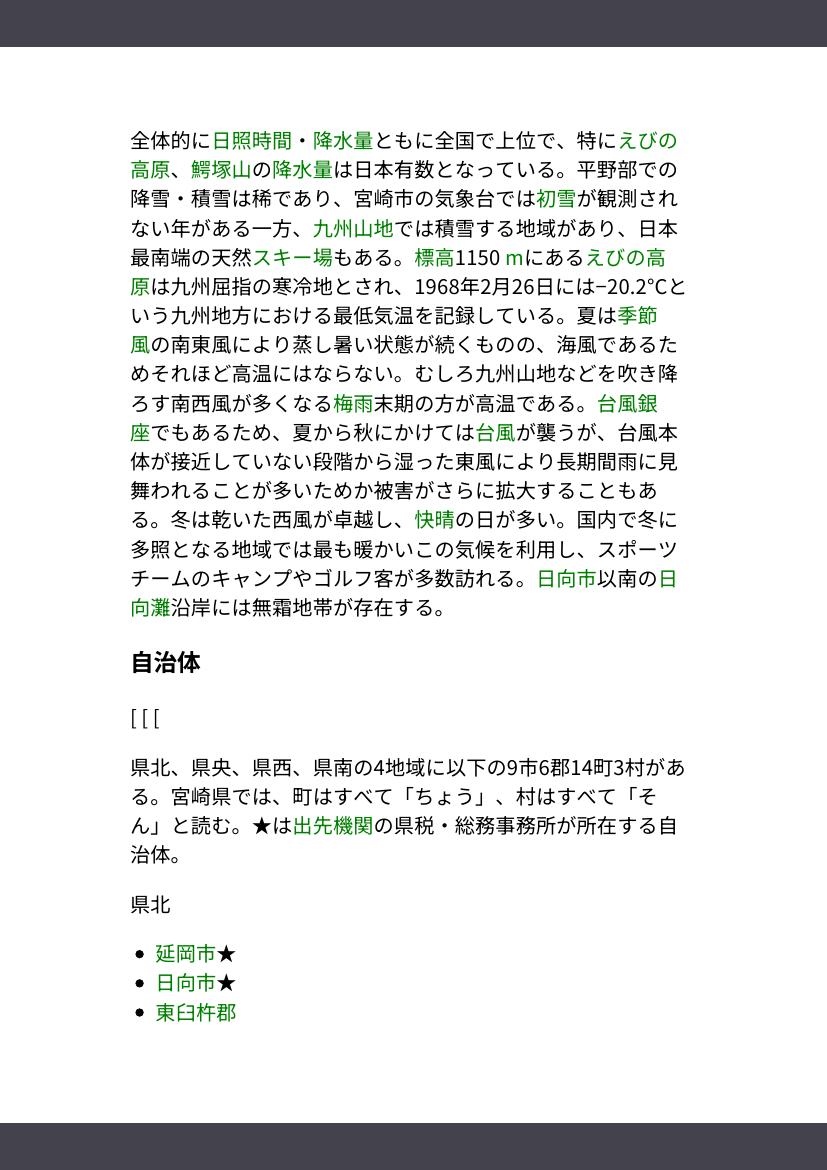 全体的に日照時間・降水量ともに全国で上位で、特にえびの
高原、鰐塚山の降水量は日本有数となっている。平野部での
降雪・積雪は稀であり、宮崎市の気象台では初雪が観測され
ない年がある一方、九州山地では積雪する地域があり、日本
最南端の天然スキー場もある。標高1150 mにあるえびの高
原は九州屈指の寒冷地とされ、1968年2月26日には−20.2°Cと
いう九州地方における最低気温を記録している。夏は季節
風の南東風により蒸し暑い状態が続くものの、海風であるた
めそれほど高温にはならない。むしろ九州山地などを吹き降
ろす南西風が多くなる梅雨末期の方が高温である。台風銀
座でもあるため、夏から秋にかけては台風が襲うが、台風本
体が接近していない段階から湿った東風により長期間雨に見
舞われることが多いためか被害がさらに拡大することもあ
る。冬は乾いた西風が卓越し、快晴の日が多い。国内で冬に
多照となる地域では最も暖かいこの気候を利用し、スポーツ
チームのキャンプやゴルフ客が多数訪れる。日向市以南の日
向灘沿岸には無霜地帯が存在する。
自治体
[ [ [
県北、県央、県西、県南の4地域に以下の9市6郡14町3村があ
る。宮崎県では、町はすべて「ちょう」、村はすべて「そ
ん」と読む。★は出先機関の県税・総務事務所が所在する自
治体。
県北
• 延岡市★
• 日向市★
• 東臼杵郡